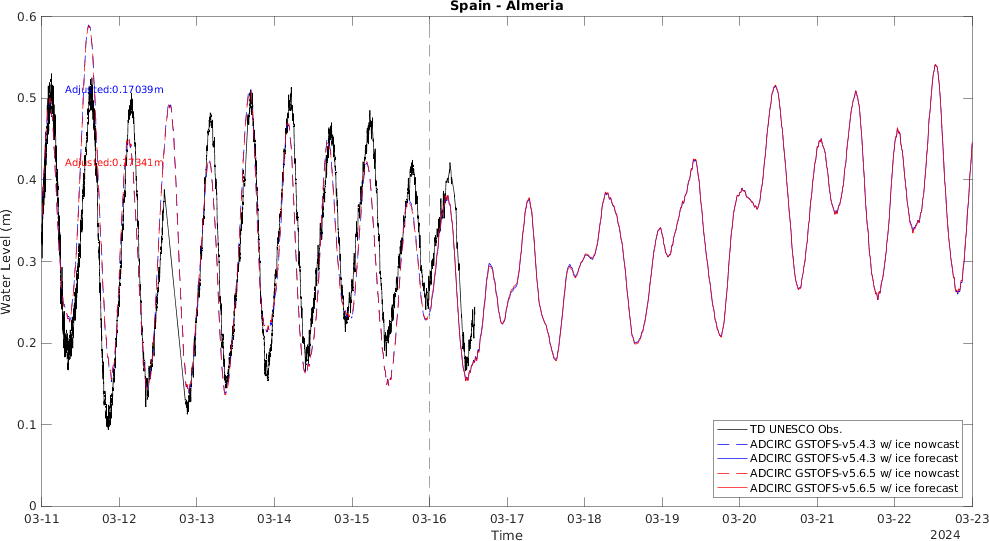 Spain - Almeria
0.6
0.5
0.4
0.3
0.2
0.1
0
Water Level (m)
Adjusted:0.17039m
Adjusted:0.17341m
TD UNESCO Obs.
ADCIRC GSTOFS-v5.4.3 w/ ice nowcast
ADCIRC GSTOFS-v5.4.3 w/ ice forecast
ADCIRC GSTOFS-v5.6.5 w/ ice nowcast
ADCIRC GSTOFS-v5.6.5 w/ ice forecast
03-11 03-12 03-13 03-14 03-15 03-16 03-17 03-18 03-19 03-20 03-21 03-22 03-23
Time
2024